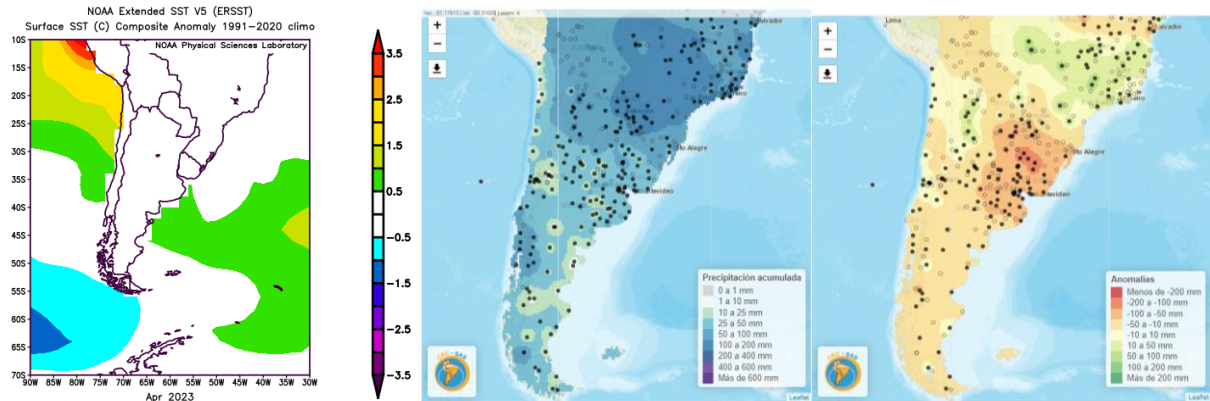 NOAA Extended SST V5 (ERSST)
Surface SST (C) Composite Anomaly 1991-2020 climo
NOAA Physical Sciences Laboratory
10S
15S
20S
25S
30S
35S
40S
45S
50S
55S
60S
65S
70S
90W 85W 80W 75W 70W 65W 60W 55W 50W 45W 40W 35W 30W
Apr 2023
3.5
2.5
1.5
0.5
-0.5
-1.5
-2.5
-3.5
+
−
Salvador
Alegre
Montevideo
Precipitación acumulada
0 a 1 mm
1 a 10 mm
10 a 25 mm
25 a 50 mm
50 a 100 mm
100 a 200 mm
200 a 400 mm
400 a 600 mm
Más de 600 mm
CRC - SAS
Leaflet
+
−
Lima
Salvador
Alegre
Montevideo
Anomalías
Menos de -200 mm
-200 a -100 mm
-100 a -50 mm
-50 a -10 mm
-10 a 10 mm
10 a 50 mm
50 a 100 mm
100 a 200 mm
Más de 200 mm
CRC - SAS
Leaflet